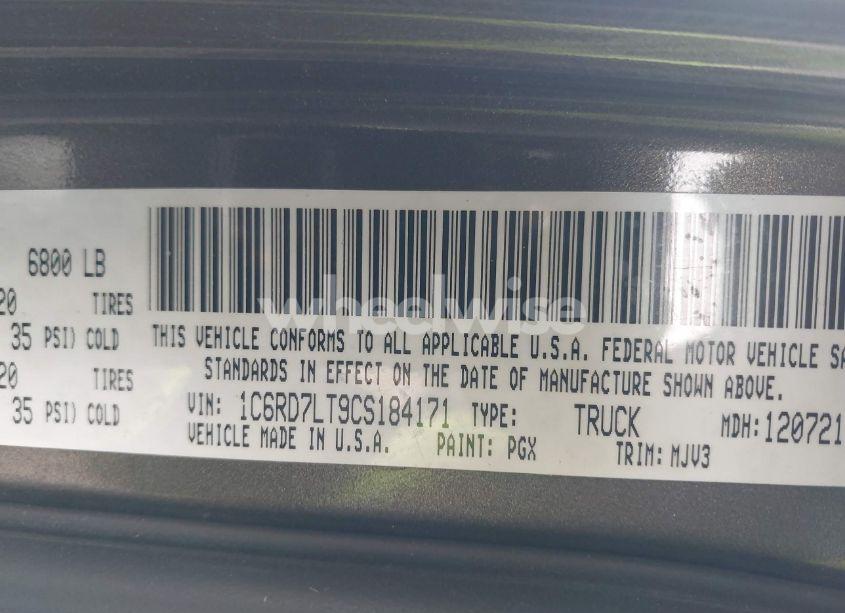 6800 LB
20 TIRES
35 PSI) COLD
20 TIRES
35 PSI) COLD
THIS VEHICLE CONFORMS TO ALL APPLICABLE U.S.A. FEDERAL MOTOR VEHICLE SA
STANDARDS IN EFFECT ON THE DATE OF MANUFACTURE SHOWN ABOVE.
VIN: 1C6RD7LT9CS184171 TYPE: TRUCK MDH: 120721
VEHICLE MADE IN U.S.A. PAINT: PGX TRIM: MJV3
wheelwise